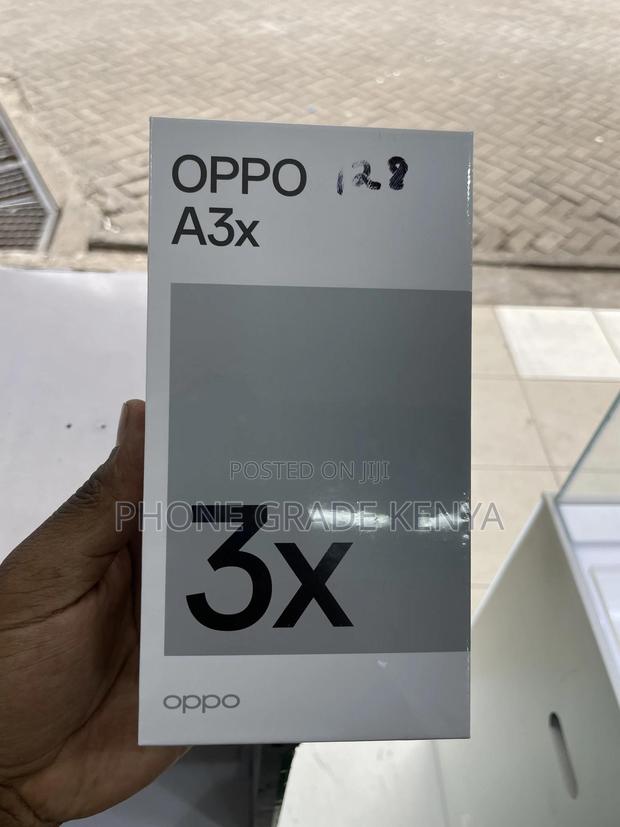 OPPO 128
A3x
POSTED ON JIJI
PHONE GRADE KENYA
3x
oppo